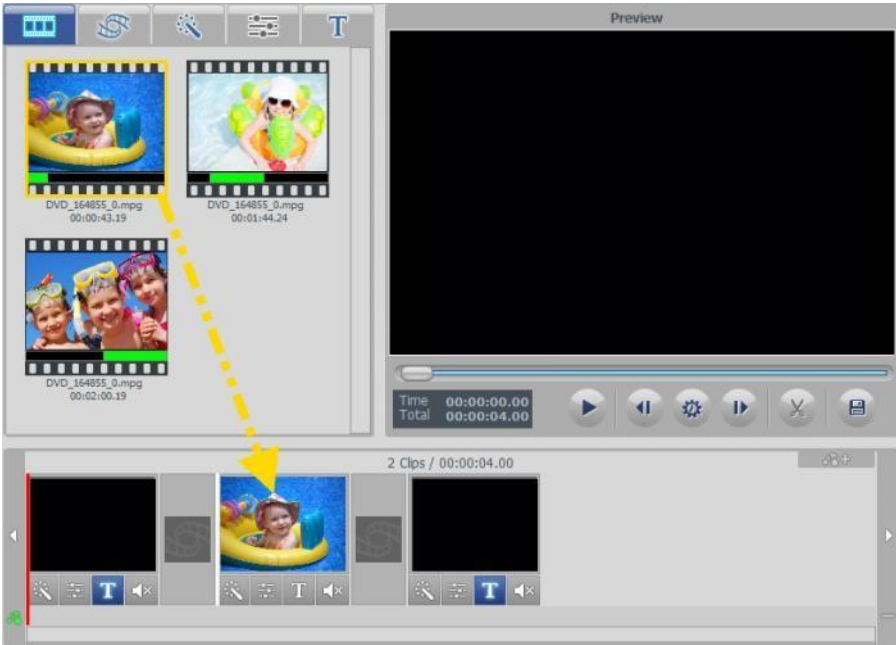 T
Preview
DVD_164855_0.mpg
00:00:43.19
DVD_164855_0.mpg
00:01:44.24
DVD_164855_0.mpg
00:02:00.19
Time 00:00:00.00
Total 00:00:04.00
2 Clips / 00:00:04.00
T
T
T